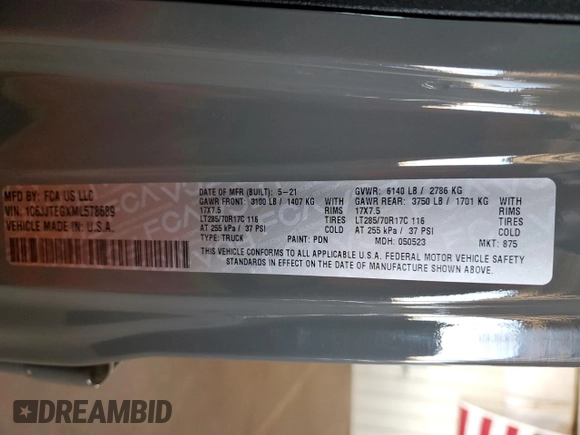 MFD BY: FCA US LLC
VIN: 1C6JJTEGXML578689
VEHICLE MADE IN: U.S.A.
DATE OF MFR (BUILT): 5-21 GVWR: 6140 LB / 2786 KG
GAWR FRONT: 3100 LB / 1407 KG WITH GAWR REAR: 3750 LB / 1701 KG WITH
17X7.5 RIMS 17X7.5 RIMS
LT285/70R17C 116 TIRES LT285/70R17C 116 TIRES
AT 255 kPa / 37 PSI COLD AT 255 kPa / 37 PSI COLD
TYPE: TRUCK PAINT: PDN MDH: 050523 MKT: 875
THIS VEHICLE CONFORMS TO ALL APPLICABLE U.S.A. FEDERAL MOTOR VEHICLE SAFETY
STANDARDS IN EFFECT ON THE DATE OF MANUFACTURE SHOWN ABOVE.
DREAMBID